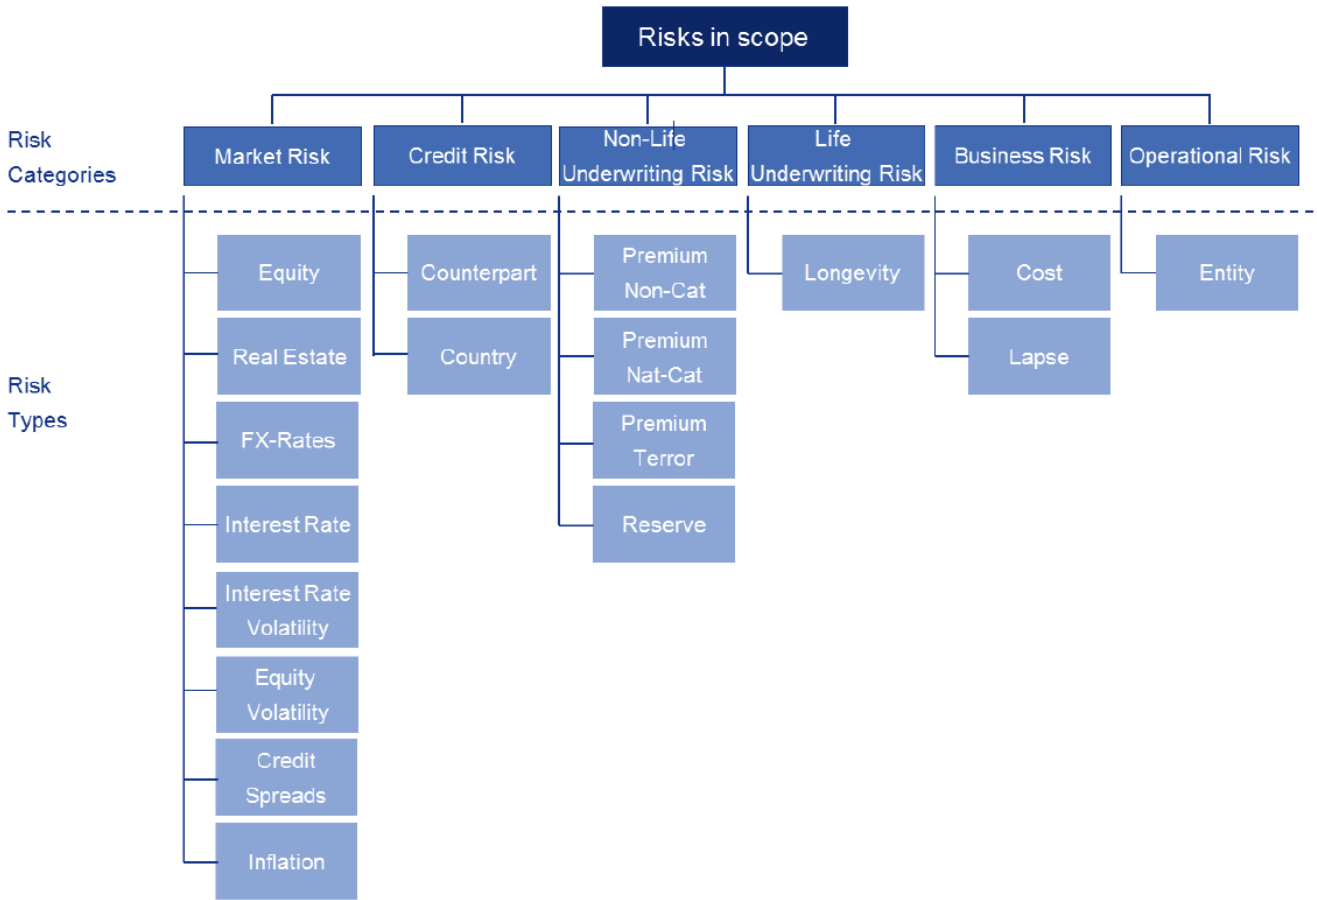 Risks in scope
Risk
Categories
Market Risk
Credit Risk
Non-Life
Underwriting Risk
Life
Underwriting Risk
Business Risk
Operational Risk
Risk
Types
Equity
Real Estate
FX-Rates
Interest Rate
Interest Rate
Volatility
Equity
Volatility
Credit
Spreads
Inflation
Counterpart
Country
Premium
Non-Cat
Premium
Nat-Cat
Premium
Terror
Reserve
Longevity
Cost
Lapse
Entity